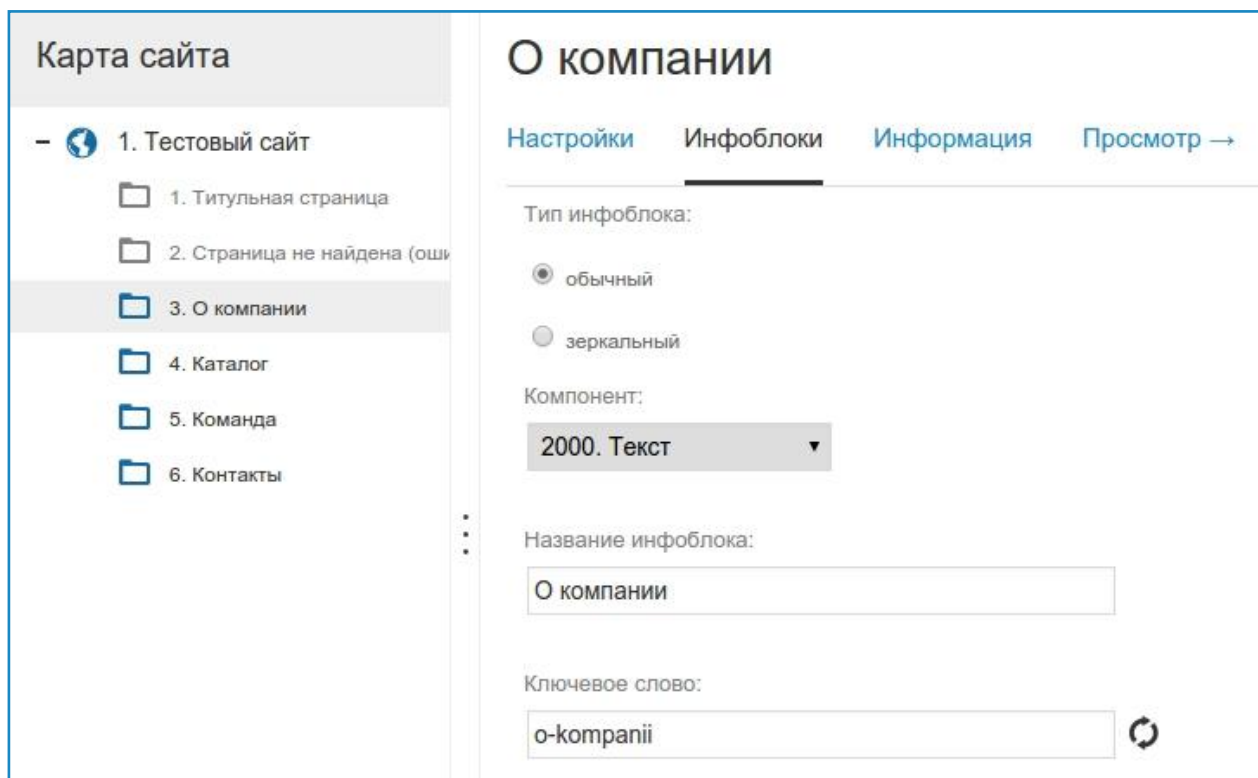 Карта сайта
1. Тестовый сайт
1. Титульная страница
2. Страница не найдена (оши
3. О компании
4. Каталог
5. Команда
6. Контакты
О компании
Настройки Инфоблоки Информация Просмотр →
Тип инфоблока:
обычный
зеркальный
Компонент:
2000. Текст
Название инфоблока:
О компании
Ключевое слово:
o-kompanii